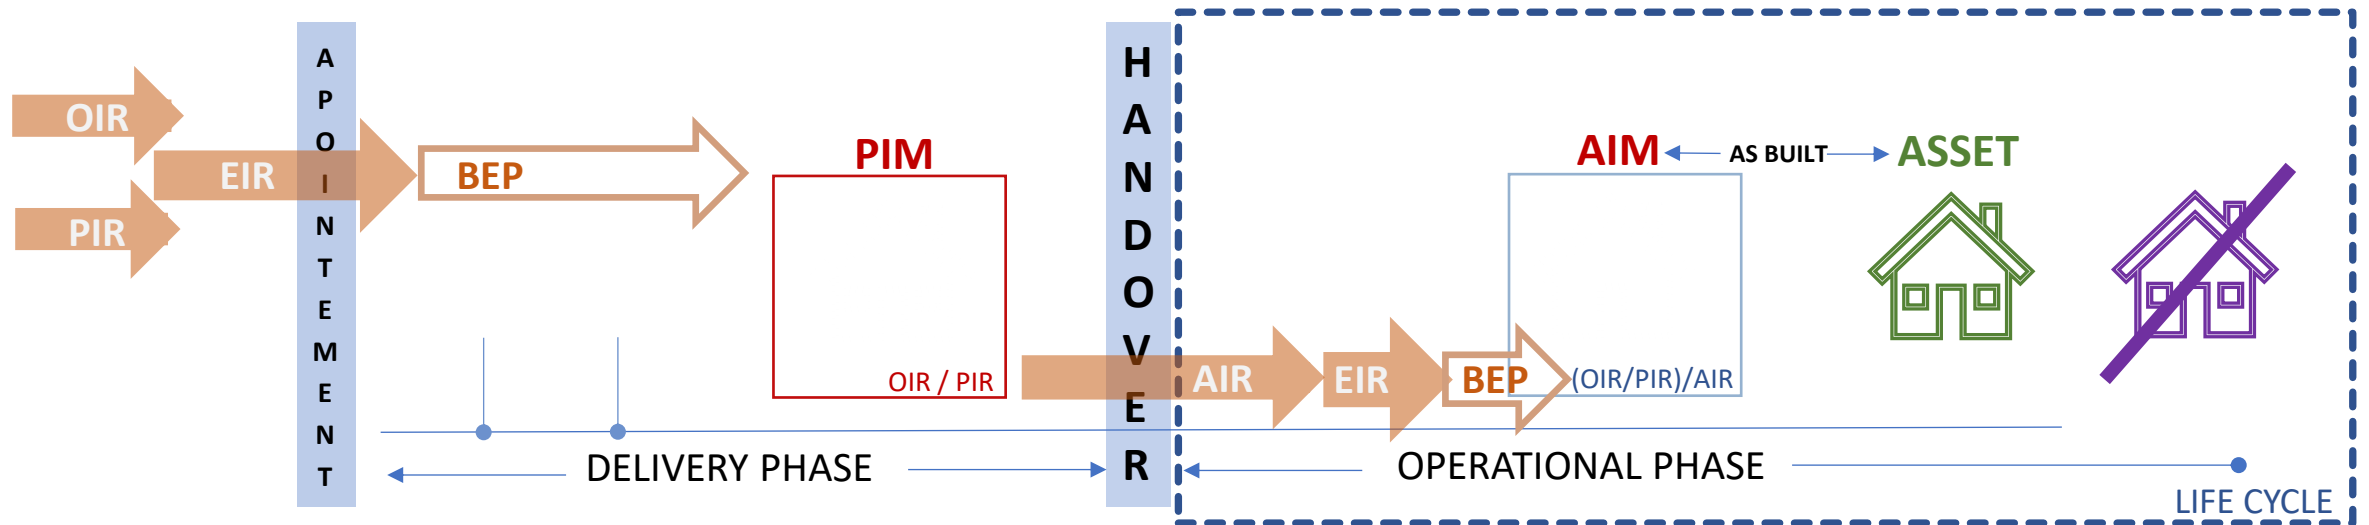 OIR
PIR
EIR
APOINTEMENT
BEP
PIM
OIR / PIR
DELIVERY PHASE
HANDOVER
AIR
EIR
BEP
AIM
(OIR/PIR)/AIR
AS BUILT
ASSET
OPERATIONAL PHASE
LIFE CYCLE